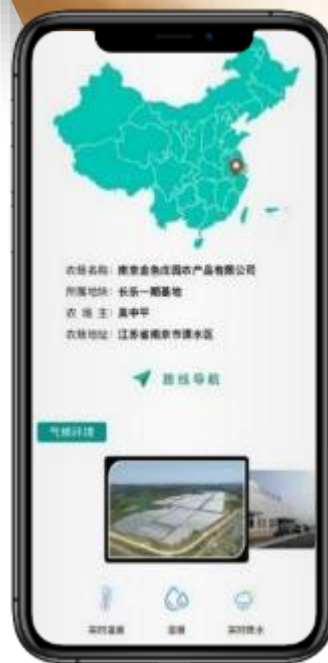 农场名称：南京金色庄园农产品有限公司
所属地块：长乐一期基地
农 场 主：吴中平
农场地址：江苏省南京市溧水区
路线导航
气候环境
实时温度
湿度
实时降水